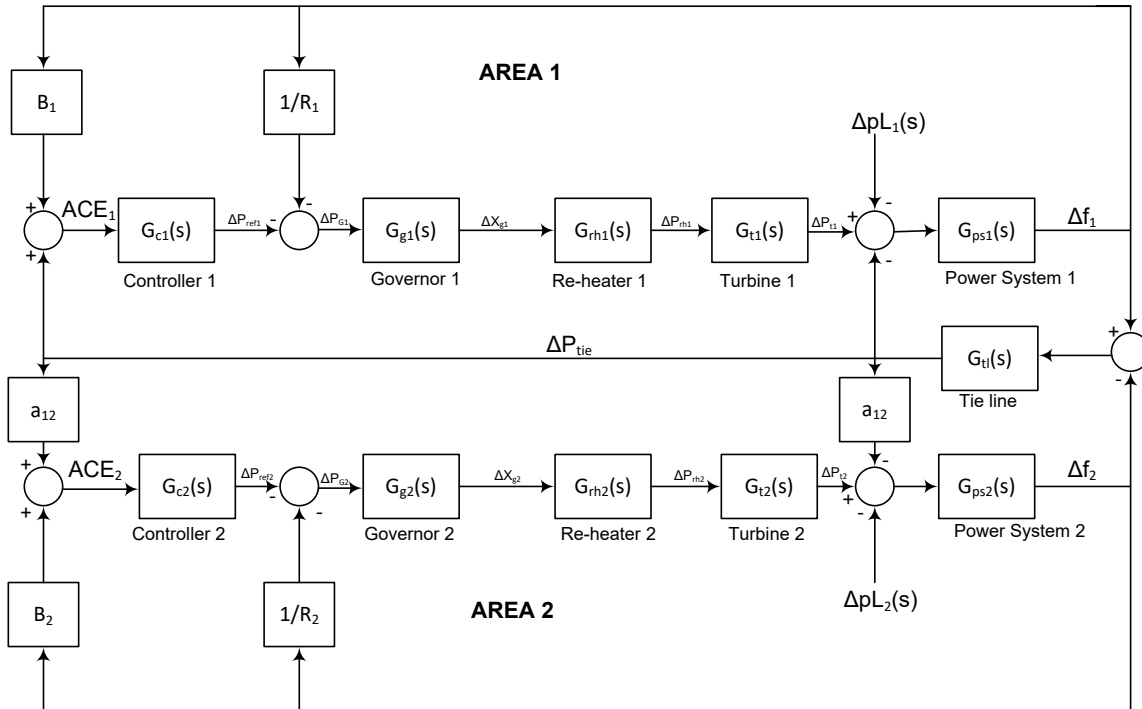 AREA 1
B₁
1/R₁
ΔpL₁(s)
+
-
-
+
ACE₁
Gc1(s)
ΔPref1
-
ΔPG1
Gg1(s)
ΔXg1
Grh1(s)
ΔPrh1
Gt1(s)
ΔPt1
+
Gps1(s)
Δf₁
+
-
Controller 1
Governor 1
Re-heater 1
Turbine 1
Power System 1
ΔPtie
Gtl(s)
+
-
Tie line
a₁₂
a₁₂
+
-
ACE₂
Gc2(s)
ΔPref2
-
ΔPG2
Gg2(s)
ΔXg2
Grh2(s)
ΔPrh2
Gt2(s)
ΔPt2
+
Gps2(s)
Δf₂
+
-
-
Controller 2
Governor 2
Re-heater 2
Turbine 2
Power System 2
B₂
1/R₂
AREA 2
ΔpL₂(s)